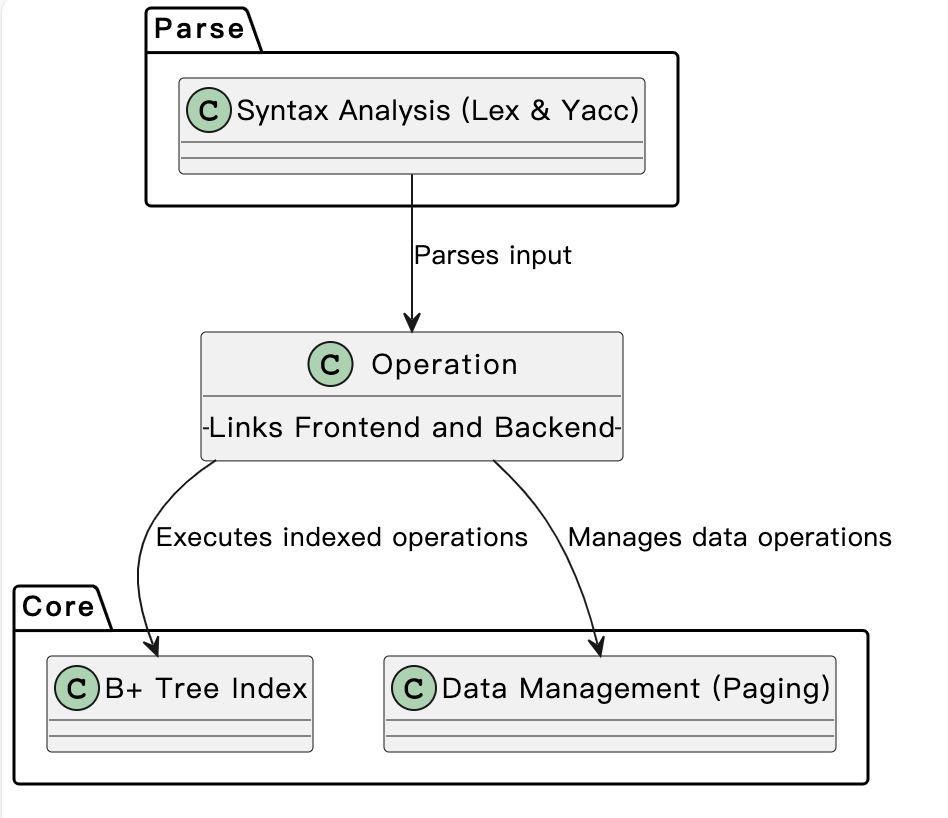 Parse
C Syntax Analysis (Lex & Yacc)
Parses input
C Operation
-Links Frontend and Backend-
Executes indexed operations
Manages data operations
Core
C B+ Tree Index
C Data Management (Paging)